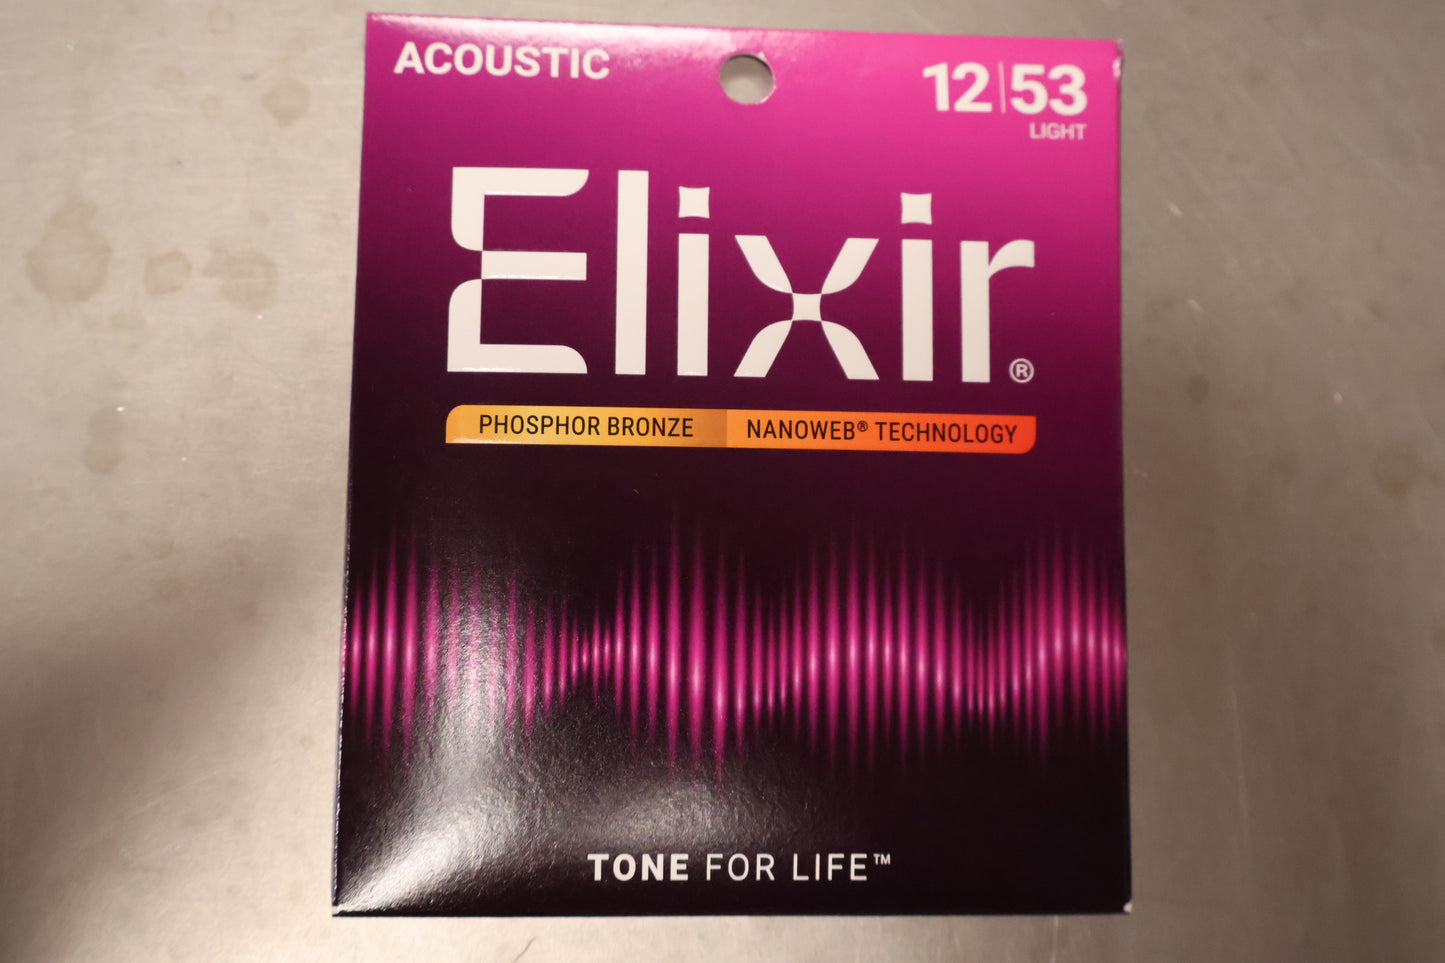 ACOUSTIC
12|53
LIGHT
Elixir®
PHOSPHOR BRONZE NANOWEB® TECHNOLOGY
TONE FOR LIFE™